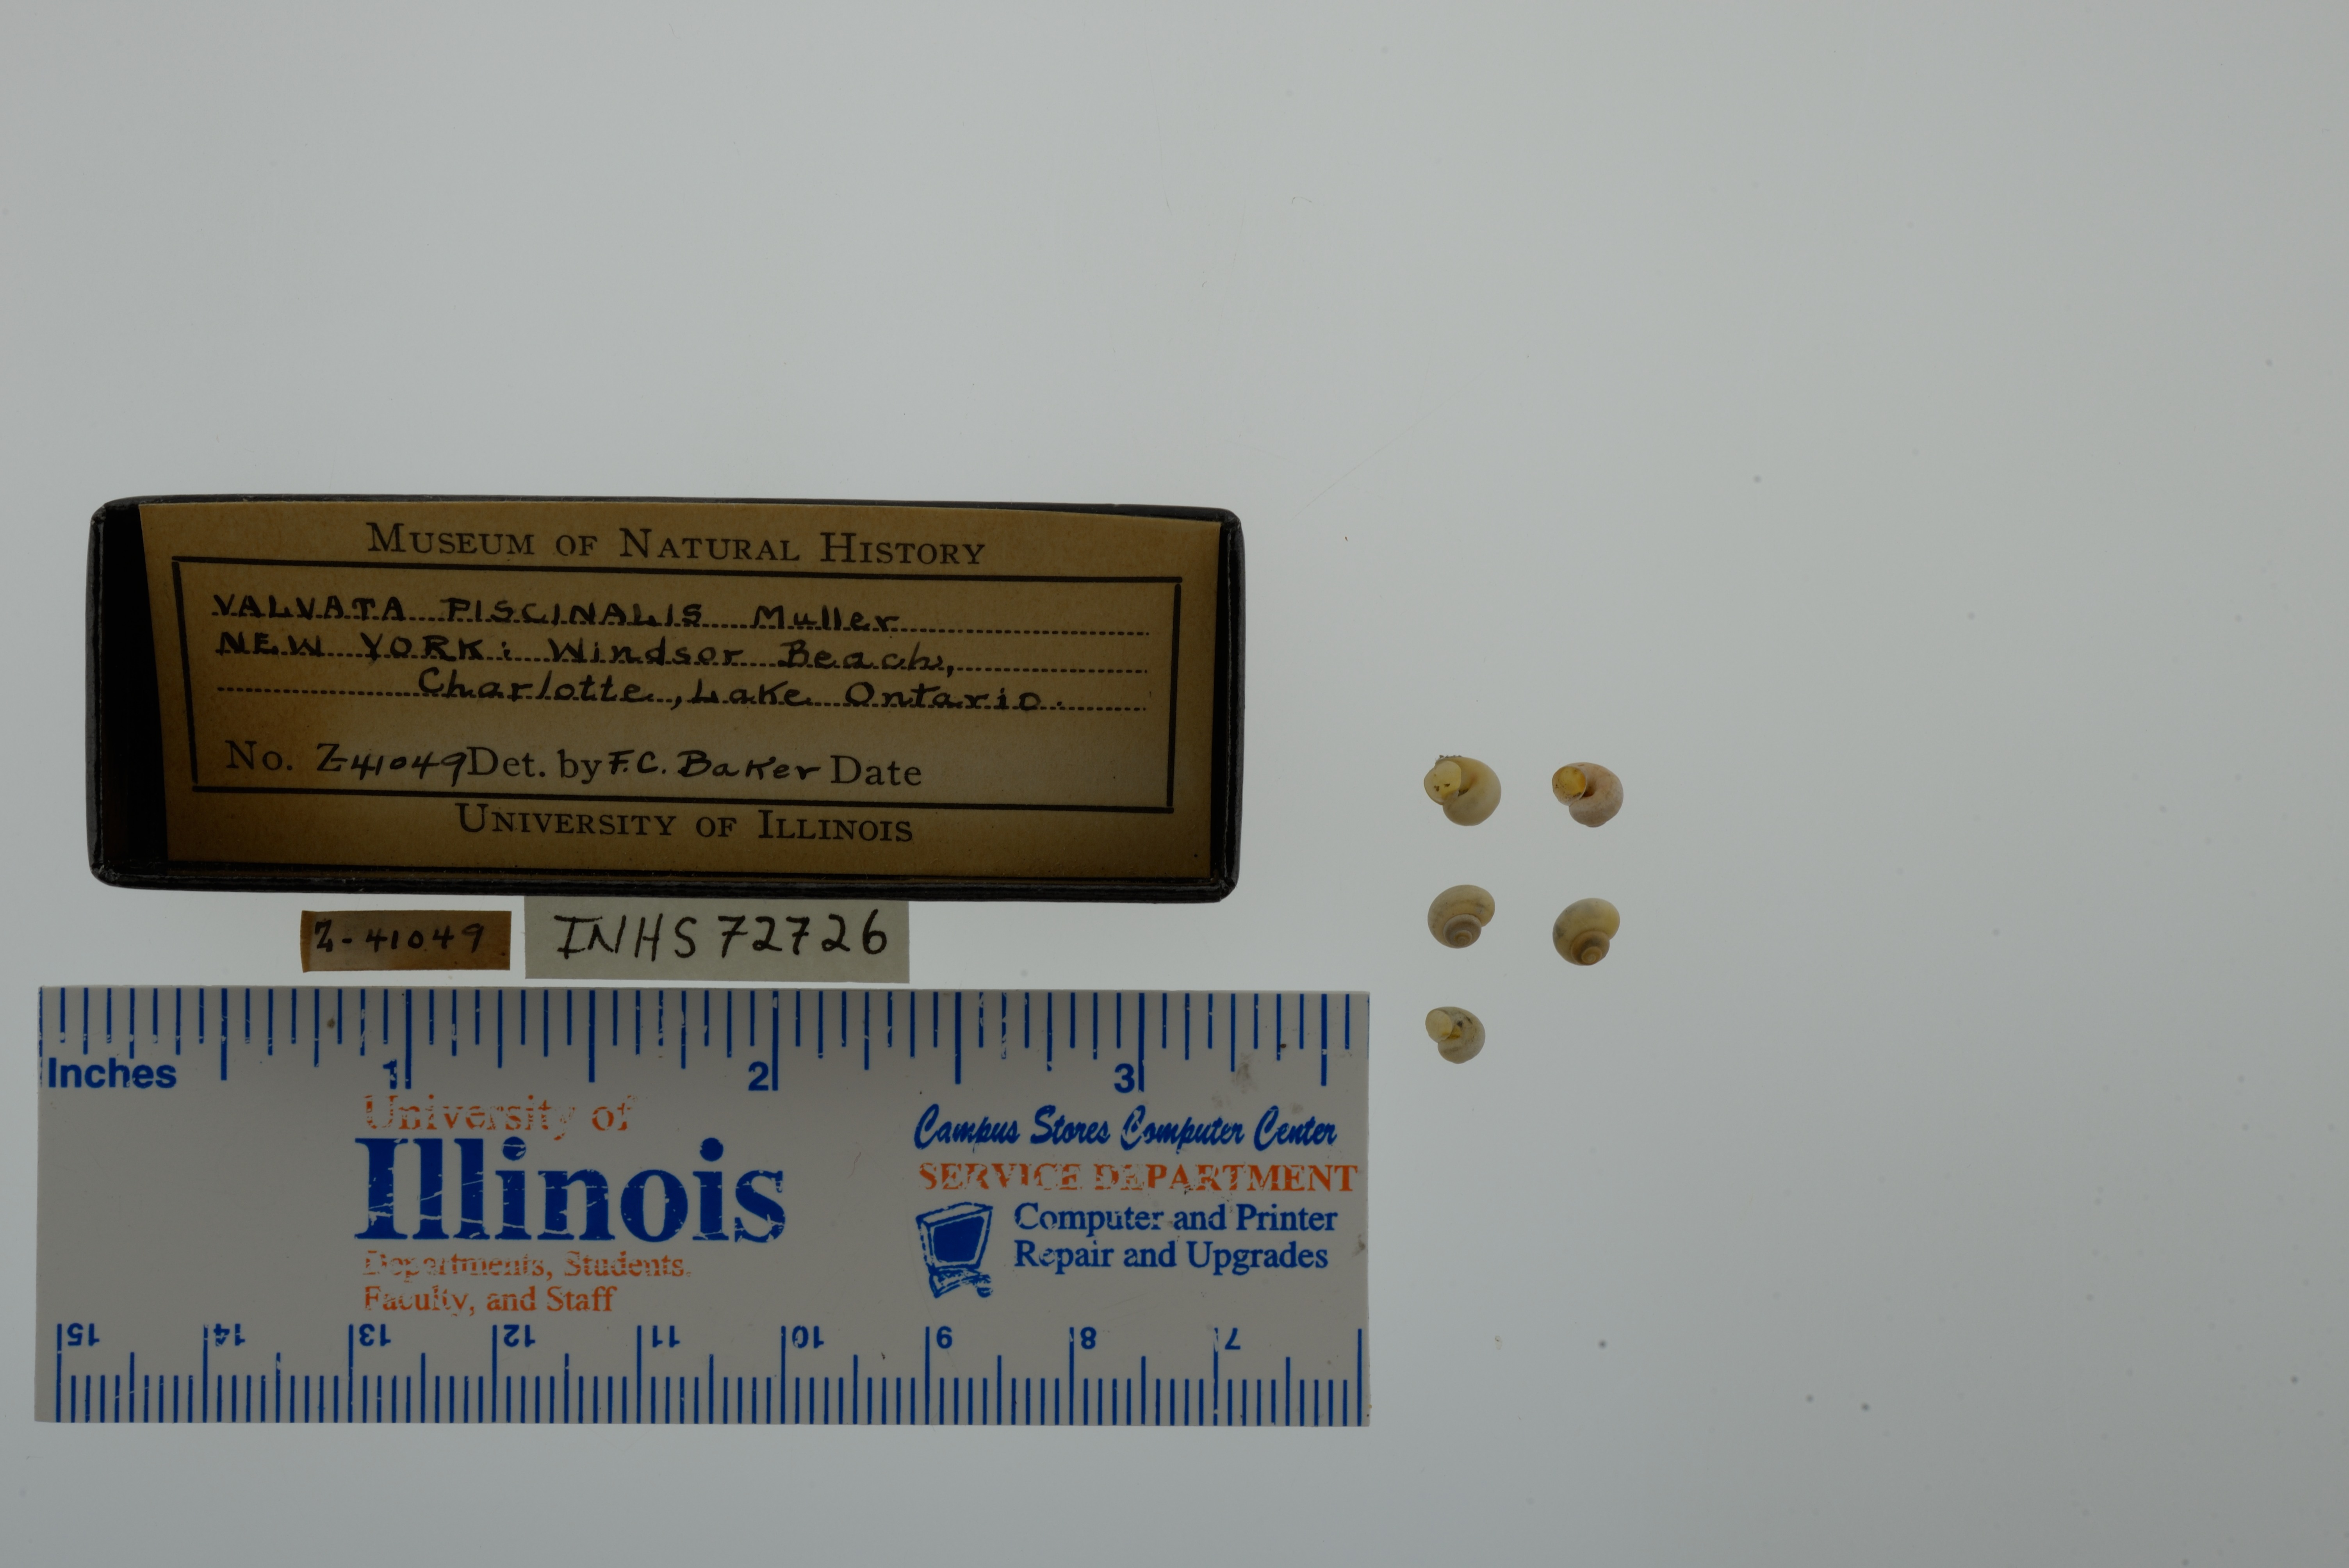 MUSEUM OF NATURAL HISTORY
VALVATA PISCINALIS Muller
NEW YORK: Windsor Beach,
Charlotte, Lake Ontario.
No. Z-41049 Det. by F.C. Baker Date
UNIVERSITY OF ILLINOIS
Z-41049
INHS 72726
Inches 1 2 3
University of
Illinois
Departments, Students,
Faculty, and Staff
Campus Stores Computer Center
SERVICE DEPARTMENT
Computer and Printer
Repair and Upgrades
15 14 13 12 11 10 9 8 7